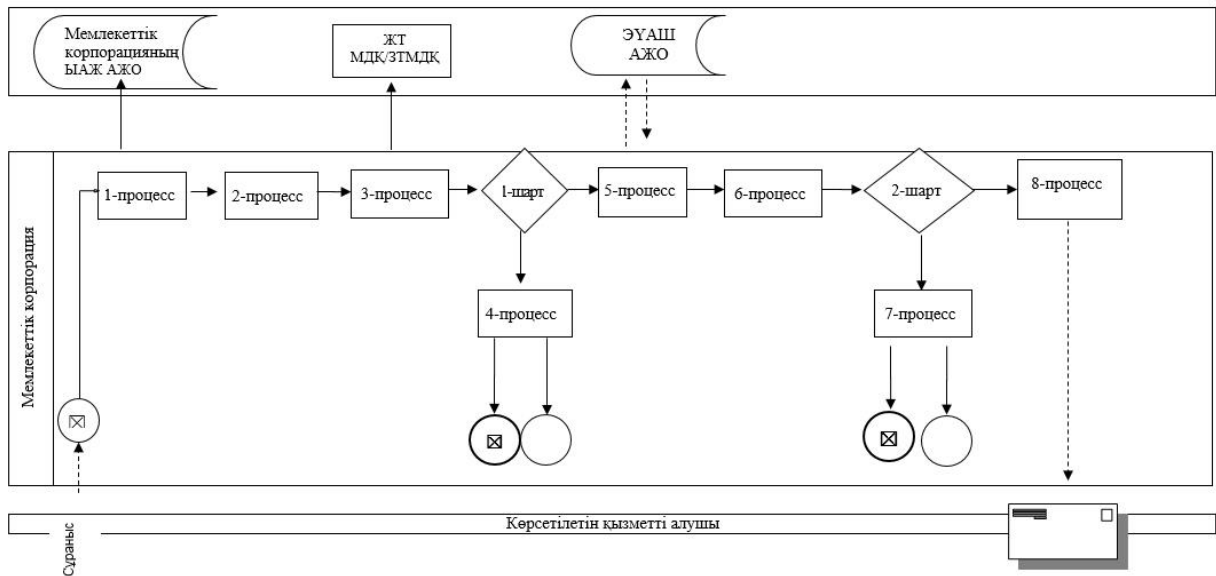 Мемлекеттік
корпорацияның
ЫАЖ АЖО
ЖТ
МДҚ/ЗТМДҚ
ЭҮАШ
АЖО
Мемлекеттік корпорация
1-процесс
2-процесс
3-процесс
1-шарт
5-процесс
6-процесс
2-шарт
8-процесс
4-процесс
7-процесс
Сұраныс
Көрсетілетін қызметті алушы